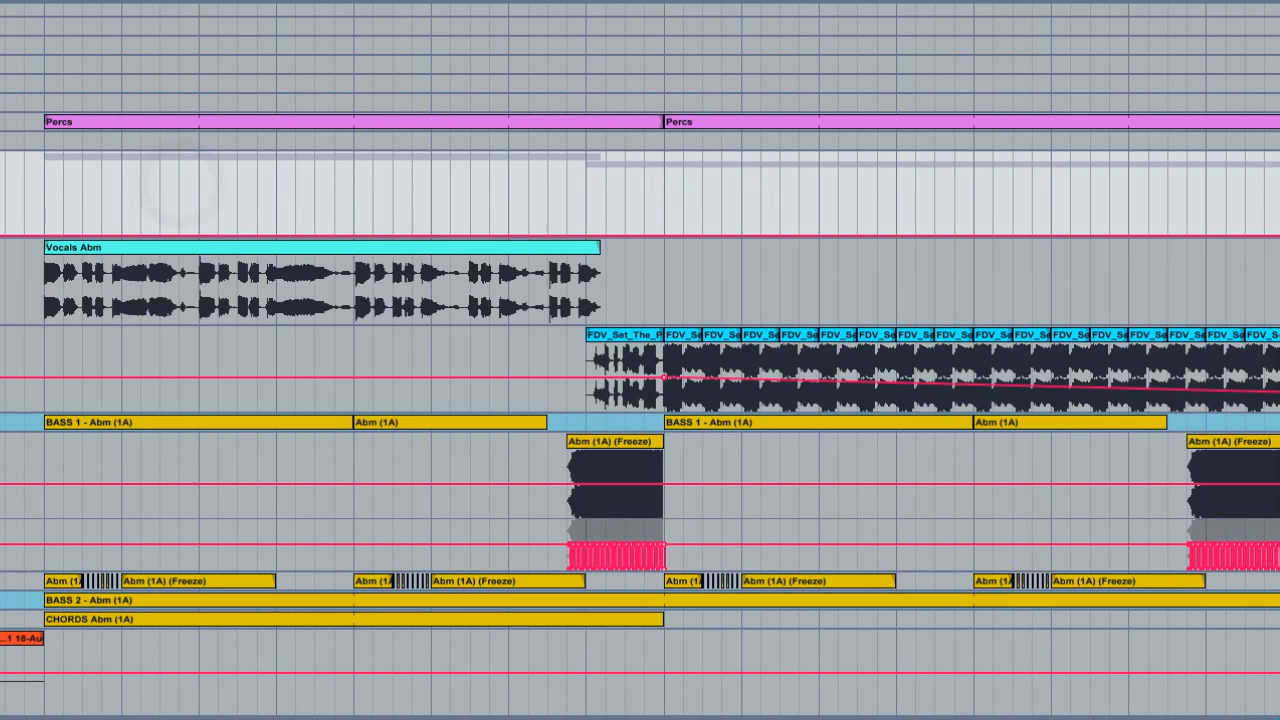 Percs Percs
Vocals Abm
FDV_Set_The_P FDV_Se FDV_Se FDV_Se FDV_Se FDV_Se FDV_Se FDV_Se FDV_Se FDV_Se FDV_Se FDV_Se FDV_Se FDV_Se FDV_Se FDV_S
BASS 1 - Abm (1A) Abm (1A) BASS 1 - Abm (1A) Abm (1A)
Abm (1A) (Freeze) Abm (1A) (Freeze)
Abm (1A Abm (1A) (Freeze) Abm (1A Abm (1A) (Freeze) Abm (1A Abm (1A) (Freeze) Abm (1A Abm (1A) (Freeze)
BASS 2 - Abm (1A)
CHORDS Abm (1A)
...1 18-Au